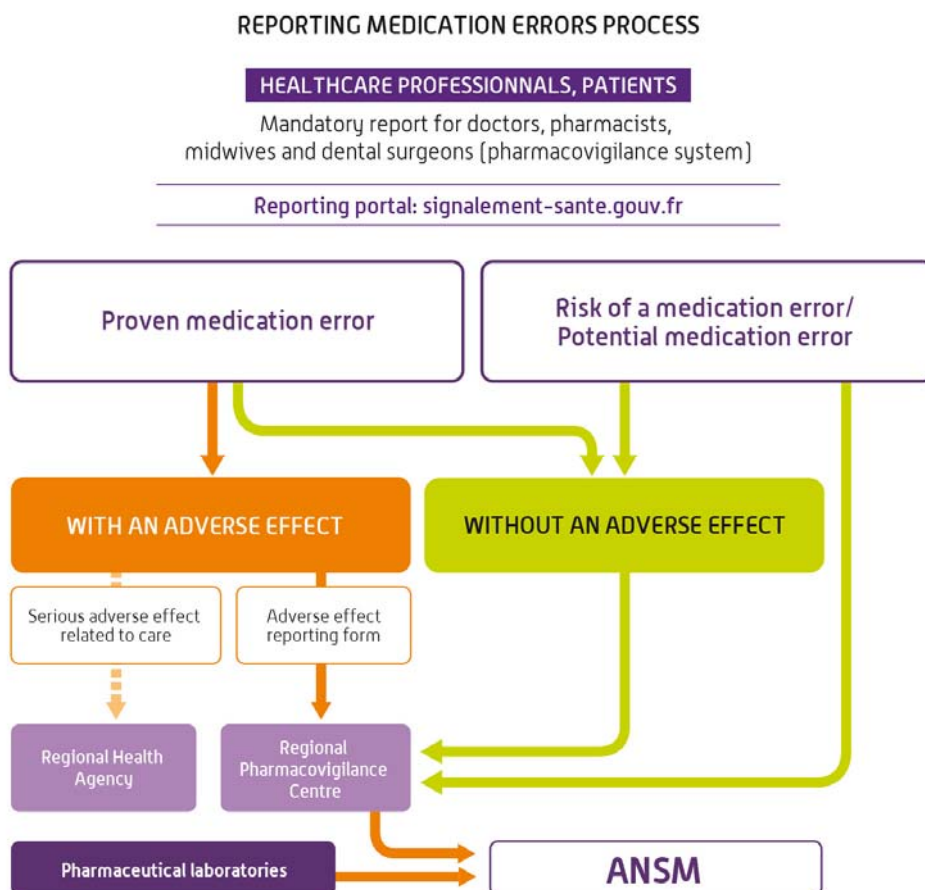 REPORTING MEDICATION ERRORS PROCESS
HEALTHCARE PROFESSIONNALS, PATIENTS
Mandatory report for doctors, pharmacists,
midwives and dental surgeons (pharmacovigilance system)
Reporting portal: signalement-sante.gouv.fr
Proven medication error
Risk of a medication error/
Potential medication error
WITH AN ADVERSE EFFECT
WITHOUT AN ADVERSE EFFECT
Serious adverse effect
related to care
Adverse effect
reporting form
Regional Health
Agency
Regional
Pharmacovigilance
Centre
Pharmaceutical laboratories
ANSM